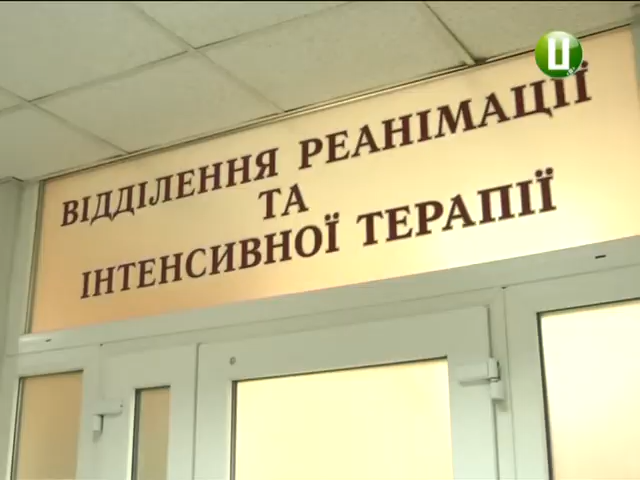 Ц
ВІДДІЛЕННЯ РЕАНІМАЦІЇ
ТА
ІНТЕНСИВНОЇ ТЕРАПІЇ